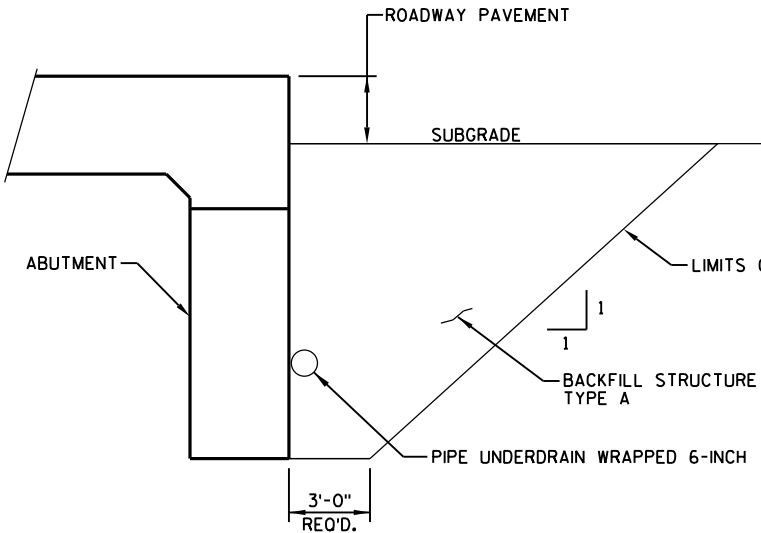 ROADWAY PAVEMENT
SUBGRADE
ABUTMENT
LIMITS
1
1
BACKFILL STRUCTURE
TYPE A
PIPE UNDERDRAIN WRAPPED 6-INCH
3'-0"
REQ'D.